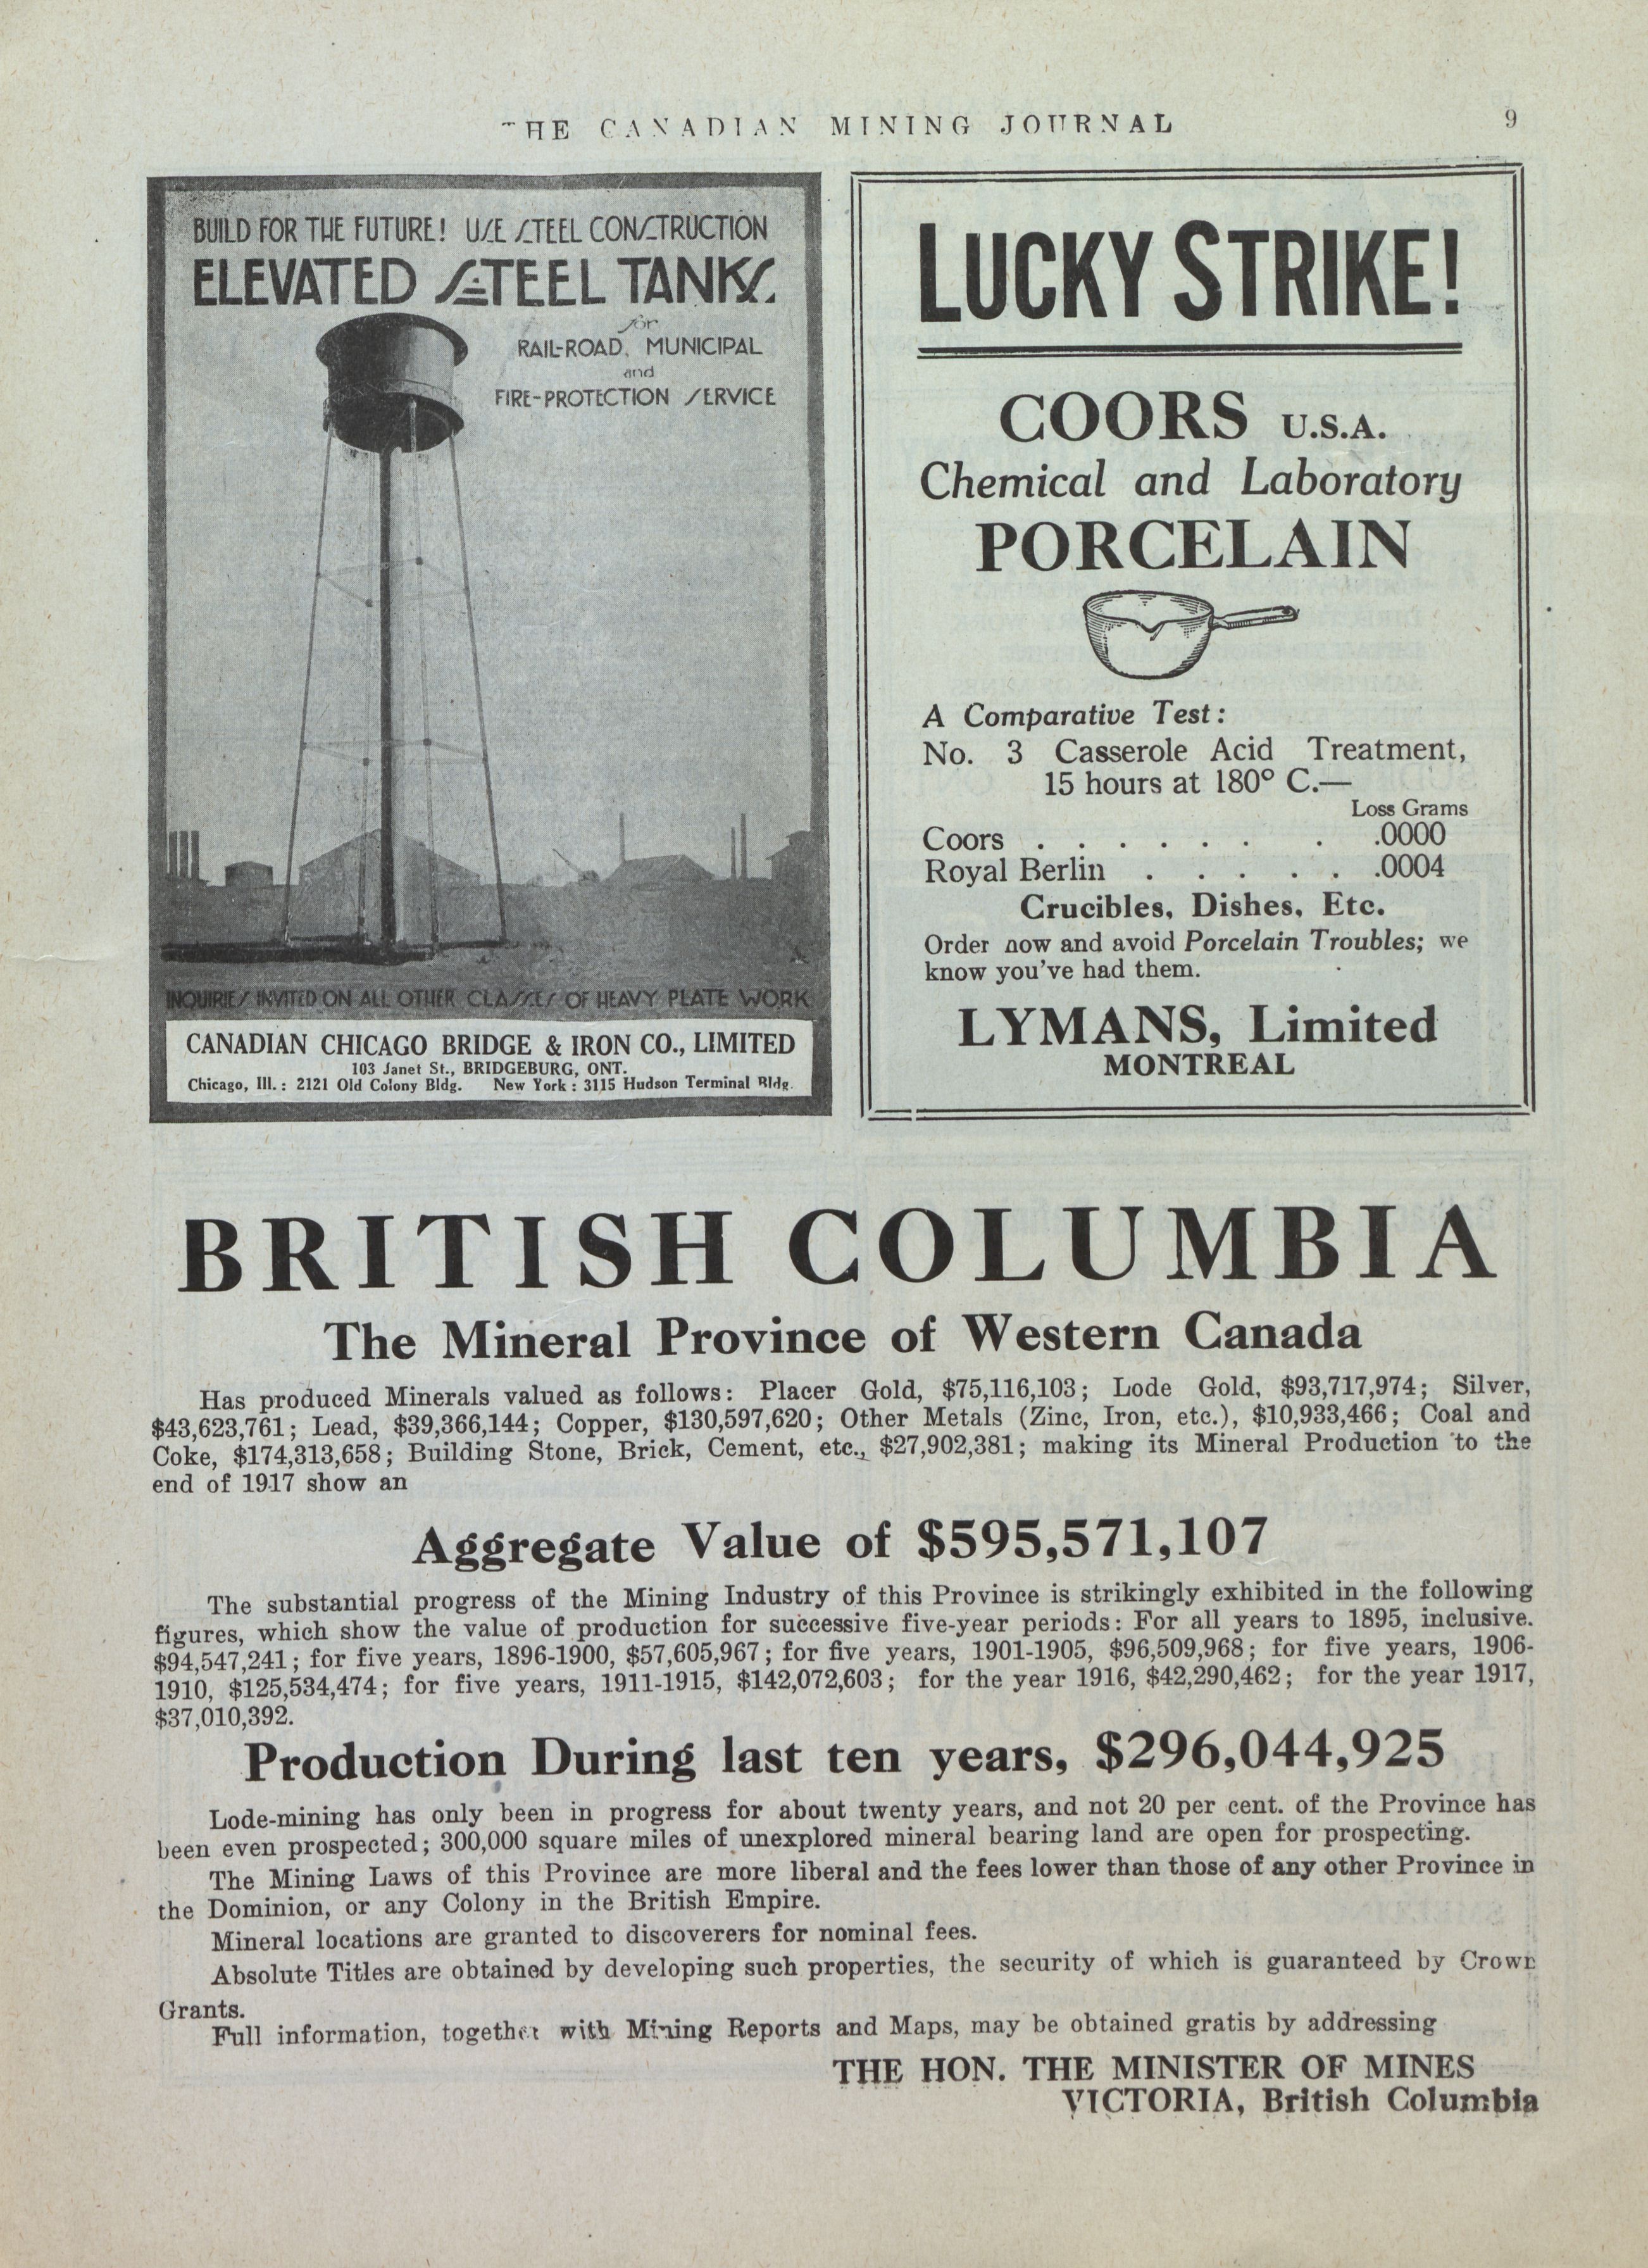 THE CANADIAN MINING JOURNAL 9
BUILD FOR THE FUTURE! USE STEEL CONSTRUCTION
ELEVATED STEEL TANKS.
for
RAIL-ROAD, MUNICIPAL
and
FIRE-PROTECTION SERVICE
INQUIRIES INVITED ON ALL OTHER CLASSES OF HEAVY PLATE WORK
CANADIAN CHICAGO BRIDGE & IRON CO., LIMITED
103 Janet St., BRIDGEBURG, ONT.
Chicago, Ill.: 2121 Old Colony Bldg. New York: 3115 Hudson Terminal Bldg.
LUCKY STRIKE!
COORS U.S.A.
Chemical and Laboratory
PORCELAIN
A Comparative Test:
No. 3 Casserole Acid Treatment,
15 hours at 180° C.—
Loss Grams
Coors . . . . . . . .0000
Royal Berlin . . . . . .0004
Crucibles, Dishes, Etc.
Order now and avoid Porcelain Troubles; we
know you've had them.
LYMANS, Limited
MONTREAL
BRITISH COLUMBIA
The Mineral Province of Western Canada
Has produced Minerals valued as follows: Placer Gold, $75,116,103; Lode Gold, $93,717,974; Silver,
$43,623,761; Lead, $39,366,144; Copper, $130,597,620; Other Metals (Zinc, Iron, etc.), $10,933,466; Coal and
Coke, $174,313,658; Building Stone, Brick, Cement, etc., $27,902,381; making its Mineral Production to the
end of 1917 show an
Aggregate Value of $595,571,107
The substantial progress of the Mining Industry of this Province is strikingly exhibited in the following
figures, which show the value of production for successive five-year periods: For all years to 1895, inclusive.
$94,547,241; for five years, 1896-1900, $57,605,967; for five years, 1901-1905, $96,509,968; for five years, 1906-
1910, $125,534,474; for five years, 1911-1915, $142,072,603; for the year 1916, $42,290,462; for the year 1917,
$37,010,392.
Production During last ten years, $296,044,925
Lode-mining has only been in progress for about twenty years, and not 20 per cent. of the Province has
been even prospected; 300,000 square miles of unexplored mineral bearing land are open for prospecting.
The Mining Laws of this Province are more liberal and the fees lower than those of any other Province in
the Dominion, or any Colony in the British Empire.
Mineral locations are granted to discoverers for nominal fees.
Absolute Titles are obtained by developing such properties, the security of which is guaranteed by Crown
Grants.
Full information, together with Mining Reports and Maps, may be obtained gratis by addressing
THE HON. THE MINISTER OF MINES
VICTORIA, British Columbia